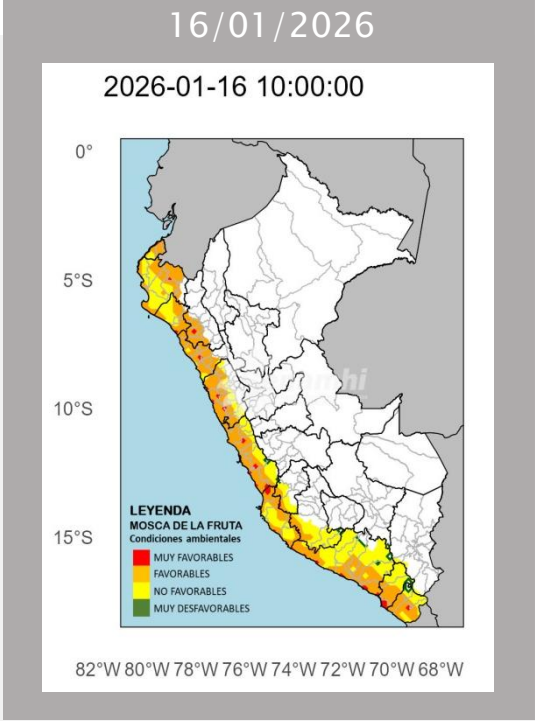 16/01/2026
2026-01-16 10:00:00
0°
5°S
10°S
15°S
LEYENDA
MOSCA DE LA FRUTA
Condiciones ambientales
MUY FAVORABLES
FAVORABLES
NO FAVORABLES
MUY DESFAVORABLES
82°W 80°W 78°W 76°W 74°W 72°W 70°W 68°W